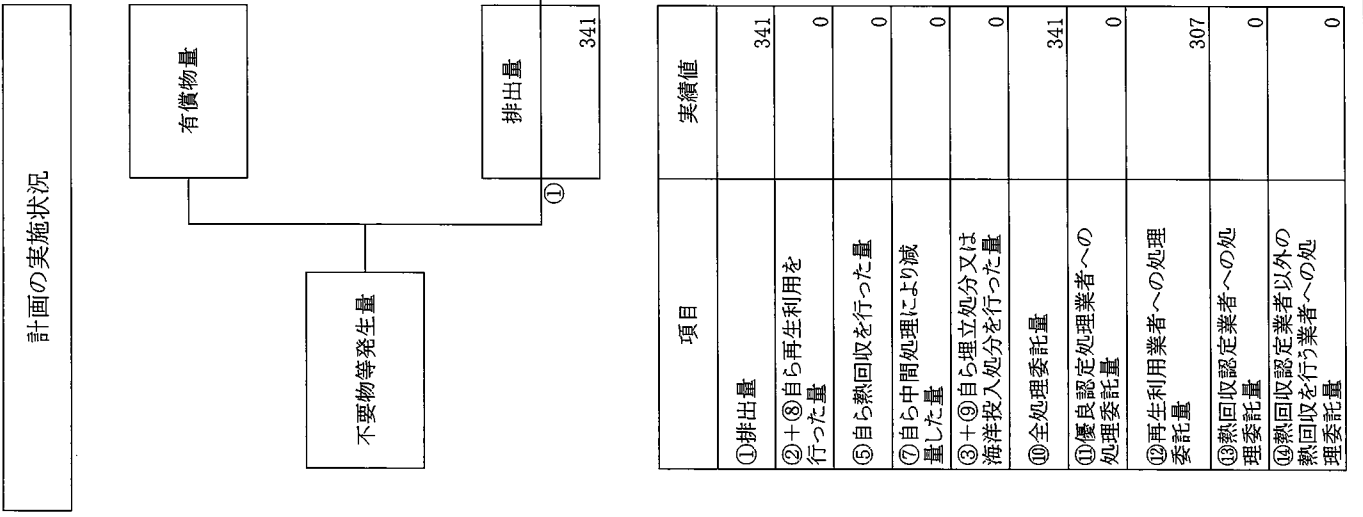 計画の実施状況
有償物量
不要物等発生量
排出量
①
341
項目
実績値
①排出量
341
②+⑧自ら再生利用を
行った量
0
⑤自ら熱回収を行った量
0
⑦自ら中間処理により減
量した量
0
③+⑨自ら埋立処分又は
海洋投入処分を行った量
0
⑩全処理委託量
341
⑪優良認定処理業者への
処理委託量
0
⑫再生利用業者への処理
委託量
307
⑬熱回収認定業者への処
理委託量
0
⑭熱回収認定業者以外の
熱回収を行う業者への処
理委託量
0